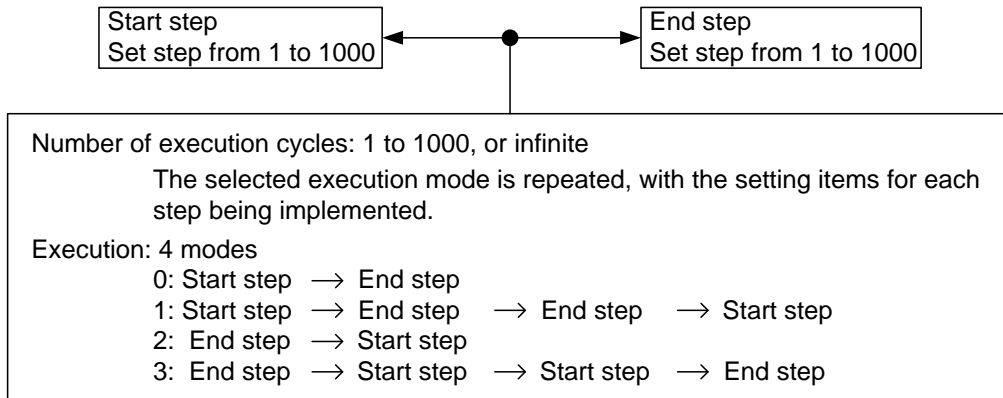 Start step
Set step from 1 to 1000
End step
Set step from 1 to 1000
Number of execution cycles: 1 to 1000, or infinite
The selected execution mode is repeated, with the setting items for each
step being implemented.
Execution: 4 modes
0: Start step → End step
1: Start step → End step → End step → Start step
2: End step → Start step
3: End step → Start step → Start step → End step